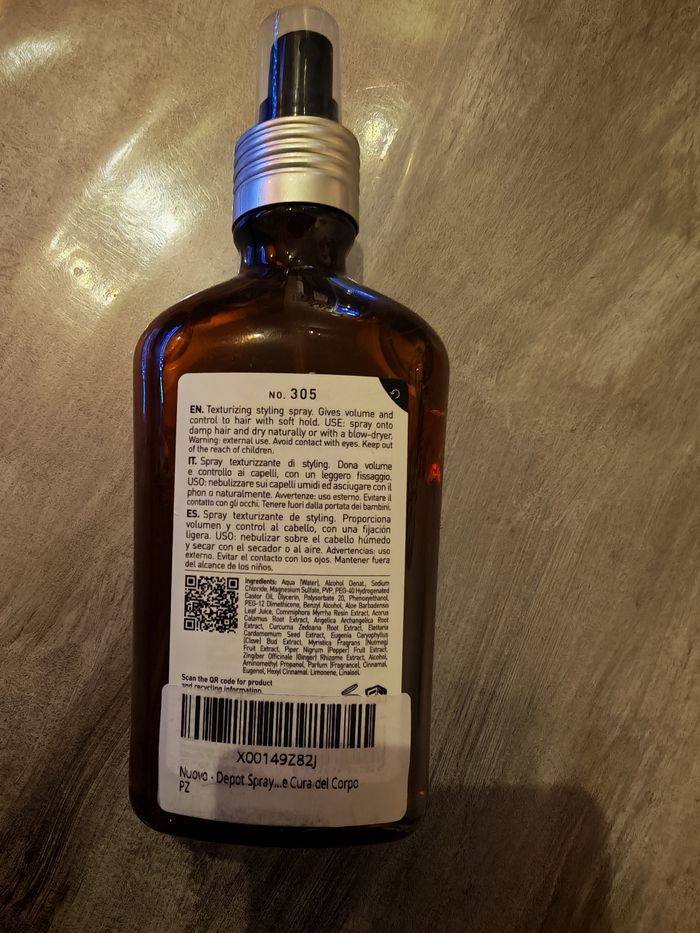 NO. 305
EN. Texturizing styling spray. Gives volume and
control to hair with soft hold. USE: spray onto
damp hair and dry naturally or with a blow-dryer.
Warning: external use. Avoid contact with eyes. Keep out
of the reach of children.
IT. Spray texturizzante di styling. Dona volume
e controllo ai capelli, con un leggero fissaggio.
USO: nebulizzare sui capelli umidi ed asciugare con il
phon o naturalmente. Avvertenze: uso esterno. Evitare il
contatto con gli occhi. Tenere fuori dalla portata dei bambini.
ES. Spray texturizante de styling. Proporciona
volumen y control al cabello, con una fijación
ligera. USO: nebulizar sobre el cabello húmedo
y secar con el secador o al aire. Advertencias: uso
externo. Evitar el contacto con los ojos. Mantener fuera
del alcance de los niños.
Ingredients: Aqua (Water), Alcohol Denat., Sodium
Chloride, Magnesium Sulfate, PVP, PEG-40 Hydrogenated
Castor Oil, Glycerin, Polysorbate 20, Phenoxyethanol,
PEG-12 Dimethicone, Benzyl Alcohol, Aloe Barbadensis
Leaf Juice, Commiphora Myrrha Resin Extract, Acorus
Calamus Root Extract, Angelica Archangelica Root
Extract, Curcuma Zedoaria Root Extract, Elettaria
Cardamomum Seed Extract, Eugenia Caryophyllus
(Clove) Bud Extract, Myristica Fragrans (Nutmeg)
Fruit Extract, Piper Nigrum (Pepper) Fruit Extract,
Zingiber Officinale (Ginger) Rhizome Extract, Alcohol,
Aminomethyl Propanol, Parfum (Fragrance), Cinnamal,
Eugenol, Hexyl Cinnamal, Limonene, Linalool.
Scan the QR code for product
and recycling information.
X00149Z82J
Nuovo - Depot Spray...e Cura del Corpo
PZ